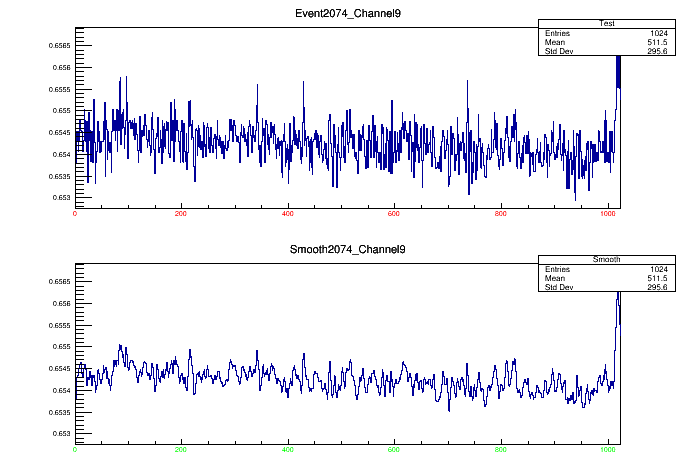 Event2074_Channel9
Test
Entries 1024
Mean 511.5
Std Dev 295.6
0.6565
0.656
0.6555
0.655
0.6545
0.654
0.6535
0.653
0 200 400 600 800 1000
Smooth2074_Channel9
Smooth
Entries 1024
Mean 511.5
Std Dev 295.6
0.6565
0.656
0.6555
0.655
0.6545
0.654
0.6535
0.653
0 200 400 600 800 1000